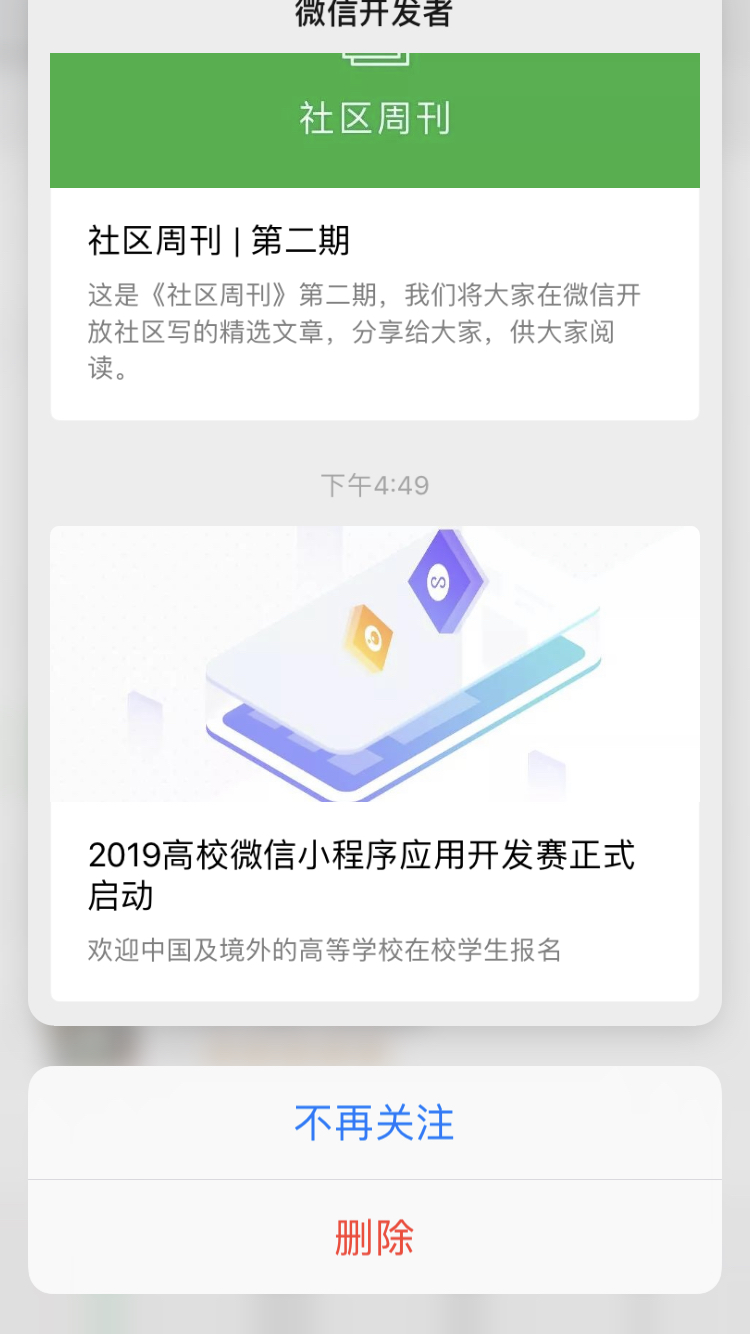 微信开发者
社区周刊
社区周刊 | 第二期
这是《社区周刊》第二期，我们将大家在微信开
放社区写的精选文章，分享给大家，供大家阅
读。
下午4:49
2019高校微信小程序应用开发赛正式
启动
欢迎中国及境外的高等学校在校学生报名
不再关注
删除